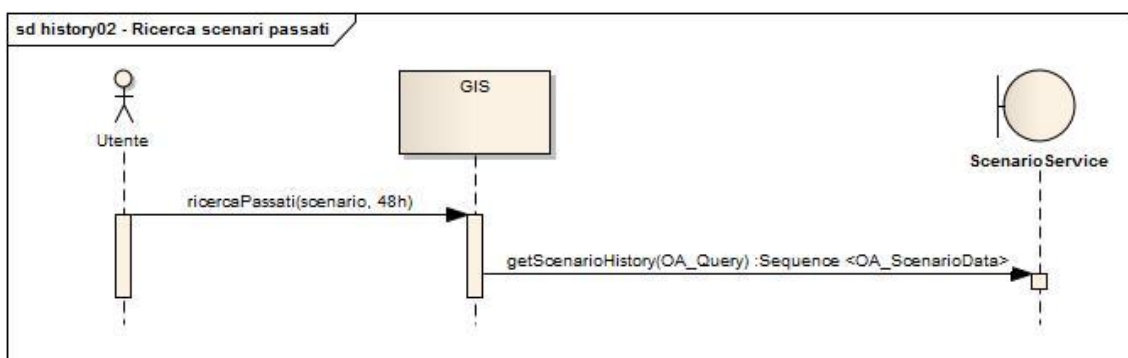 sd history02 - Ricerca scenari passati
GIS
Utente
ScenarioService
ricercaPassati(scenario, 48h)
getScenarioHistory(OA_Query) :Sequence <OA_ScenarioData>